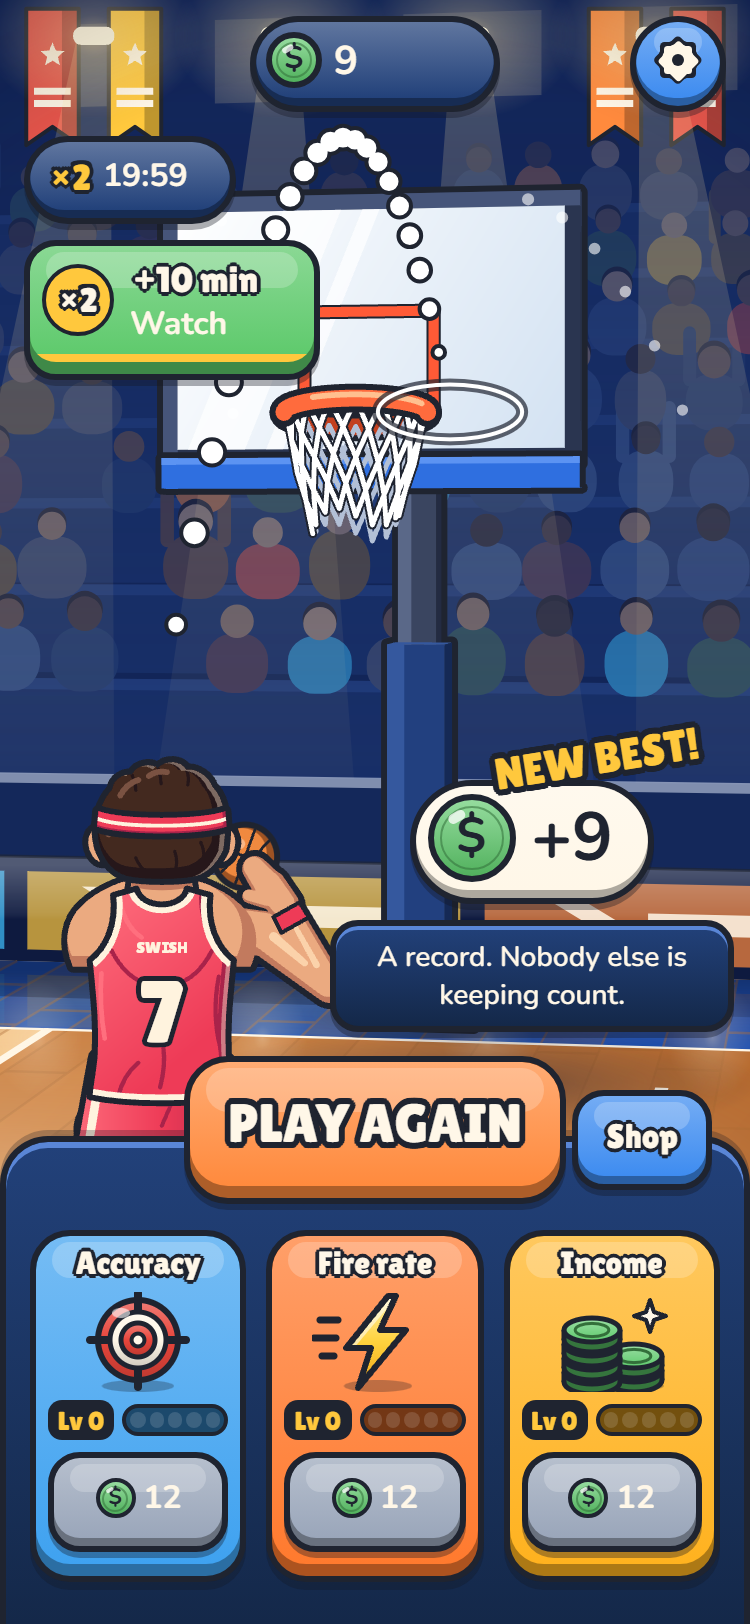 9
×2 19:59
×2 +10 min
Watch
NEW BEST!
+9
SWISH
7
A record. Nobody else is
keeping count.
PLAY AGAIN
Shop
Accuracy
Lv 0
12
Fire rate
Lv 0
12
Income
Lv 0
12